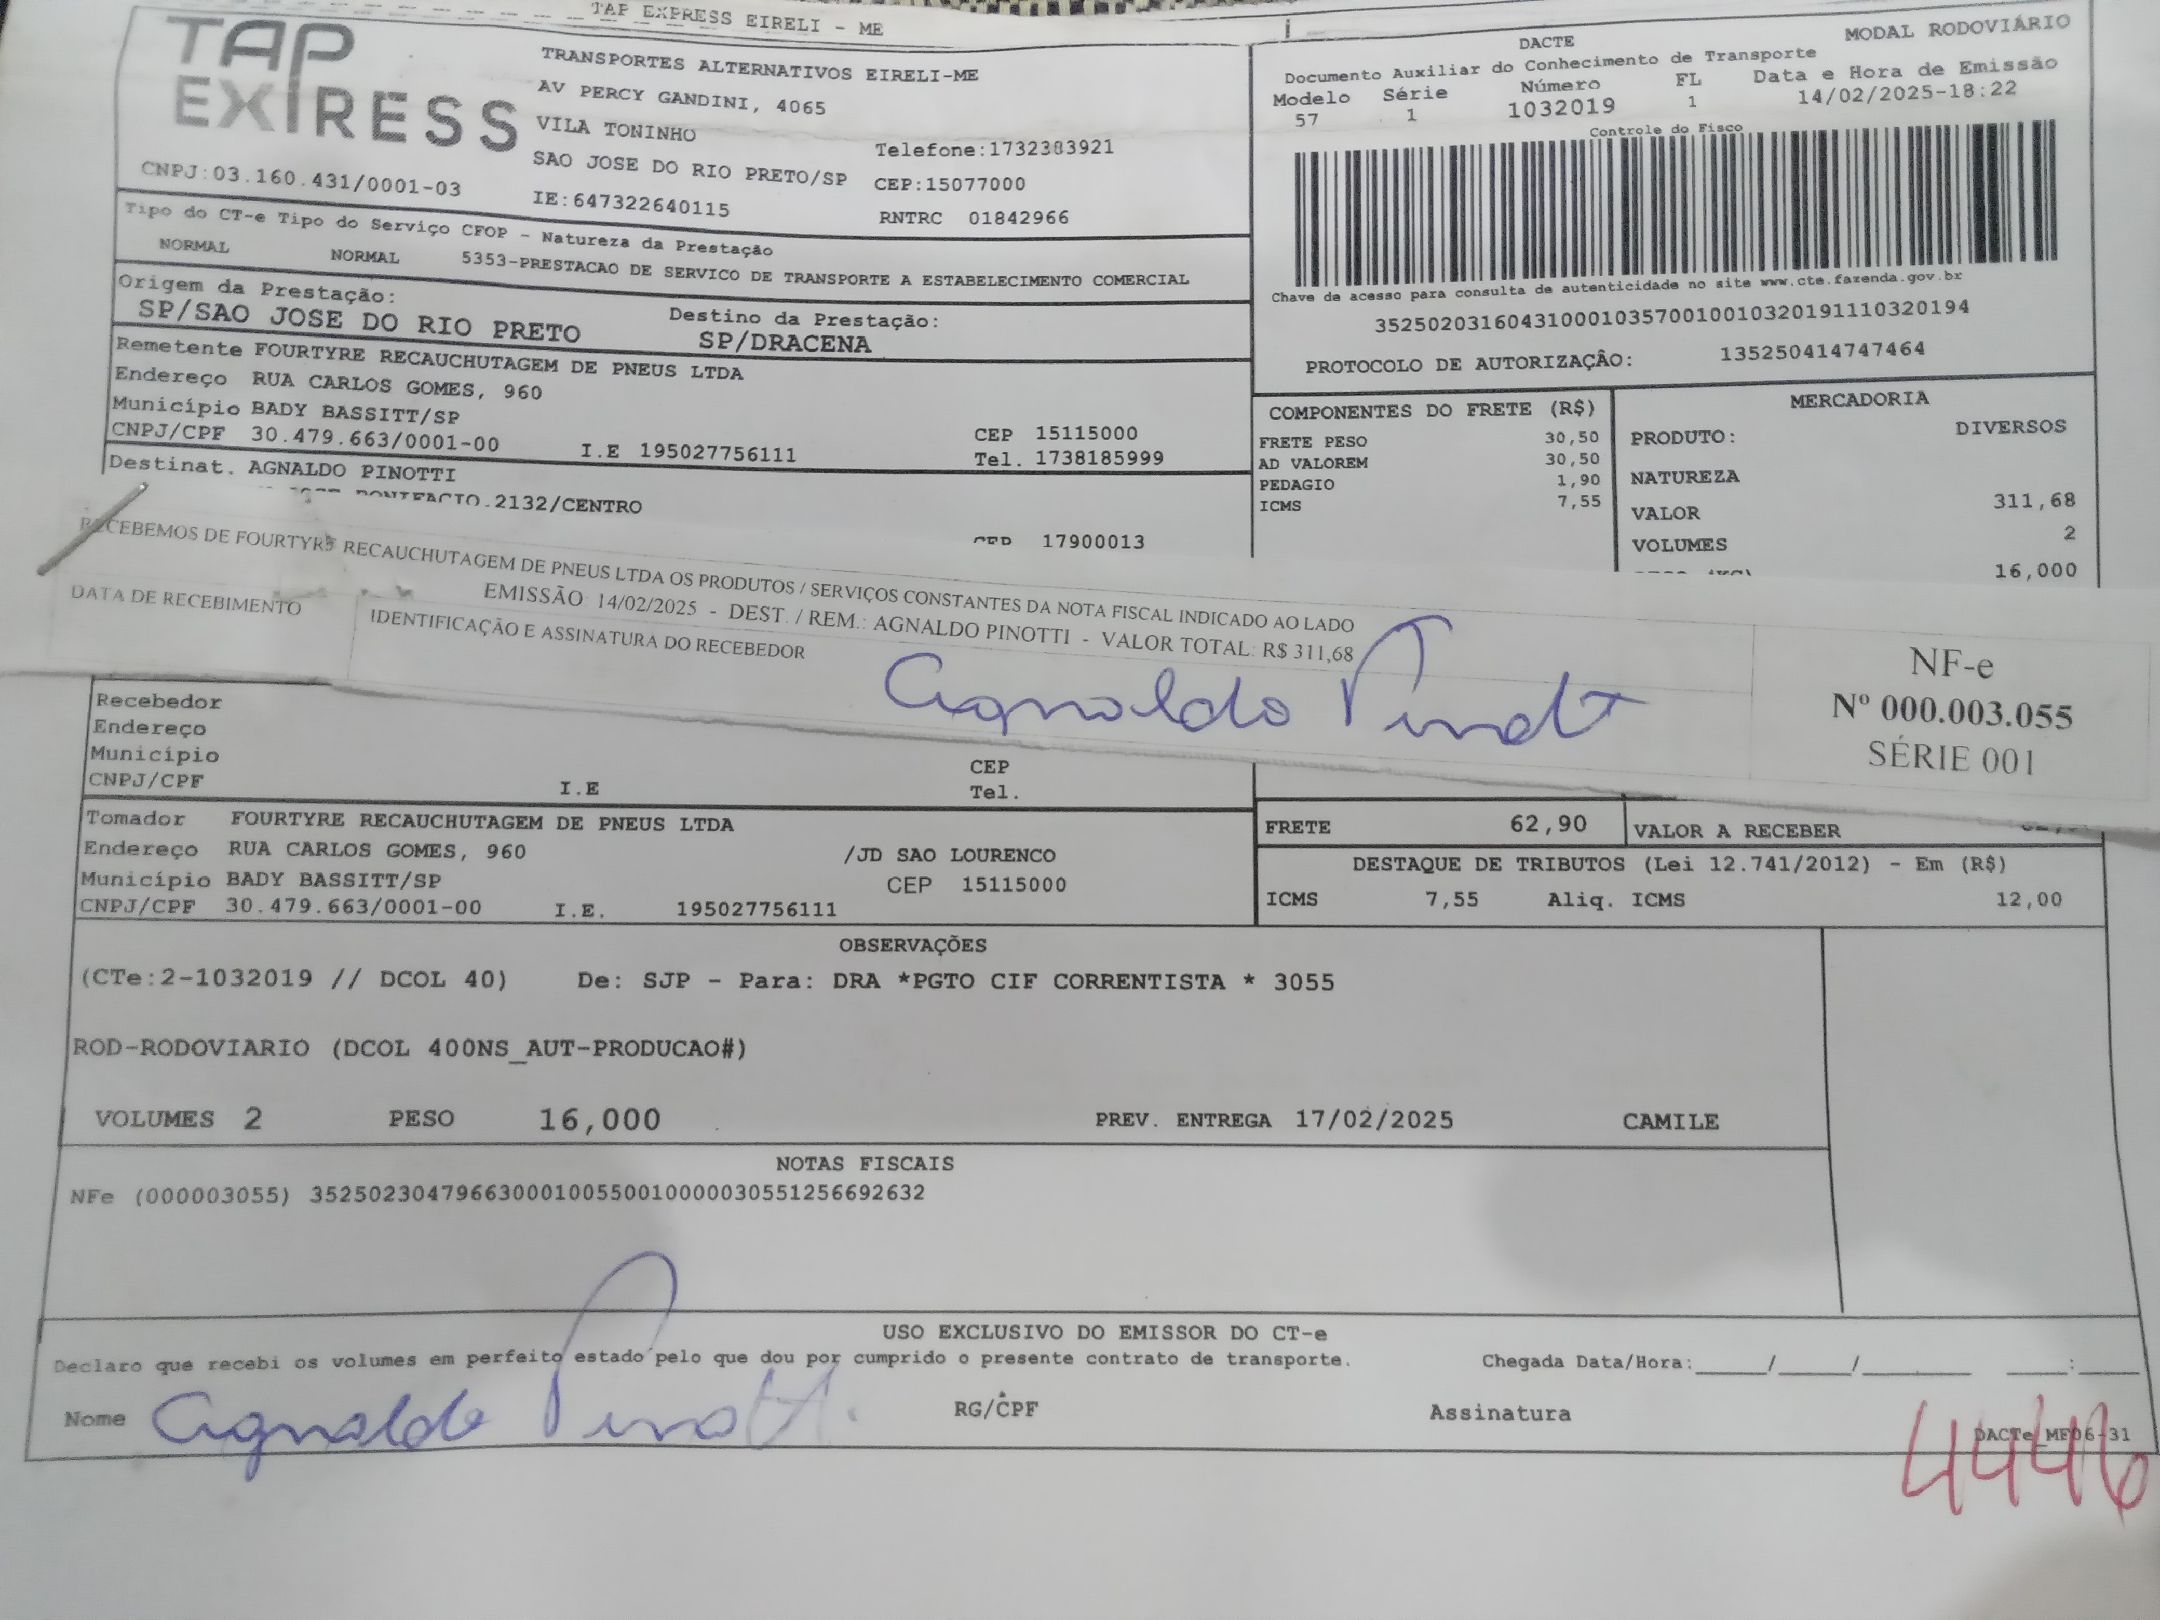 TAP EXPRESS EIRELI - ME
TAP
EXPRESS
TRANSPORTES ALTERNATIVOS EIRELI-ME
AV PERCY GANDINI, 4065
VILA TONINHO
Telefone:1732303921
SAO JOSE DO RIO PRETO/SP CEP:15077000
CNPJ:03.160.431/0001-03
IE:647322640115
RNTRC 01842966
MODAL RODOVIÁRIO
DACTE
Documento Auxiliar do Conhecimento de Transporte
Modelo Série Número FL Data e Hora de Emissão
57 1 1032019 1 14/02/2025-18:22
Controle do Fisco
Chave de acesso para consulta de autenticidade no site www.cte.fazenda.gov.br
35250203160431000103570010010320191110320194
PROTOCOLO DE AUTORIZAÇÃO: 135250414747464
Tipo do CT-e Tipo do Serviço CFOP - Natureza da Prestação
NORMAL NORMAL 5353-PRESTACAO DE SERVICO DE TRANSPORTE A ESTABELECIMENTO COMERCIAL
Origem da Prestação: Destino da Prestação:
SP/SAO JOSE DO RIO PRETO SP/DRACENA
Remetente FOURTYRE RECAUCHUTAGEM DE PNEUS LTDA
Endereço RUA CARLOS GOMES, 960
Município BADY BASSITT/SP CEP 15115000
CNPJ/CPF 30.479.663/0001-00 I.E 195027756111 Tel. 1738185999
Destinat. AGNALDO PINOTTI
JOSE BONIFACIO,2132/CENTRO
CEP 17900013
COMPONENTES DO FRETE (R$)
FRETE PESO 30,50
AD VALOREM 30,50
PEDAGIO 1,90
ICMS 7,55
MERCADORIA
PRODUTO: DIVERSOS
NATUREZA
VALOR 311,68
VOLUMES 2
16,000
RECEBEMOS DE FOURTYRE RECAUCHUTAGEM DE PNEUS LTDA OS PRODUTOS / SERVIÇOS CONSTANTES DA NOTA FISCAL INDICADO AO LADO
EMISSÃO: 14/02/2025 - DEST. / REM.: AGNALDO PINOTTI - VALOR TOTAL: R$ 311,68
DATA DE RECEBIMENTO
IDENTIFICAÇÃO E ASSINATURA DO RECEBEDOR
Agnaldo Pinotti
NF-e
Nº 000.003.055
SÉRIE 001
Recebedor
Endereço
Município CEP
CNPJ/CPF I.E Tel.
Tomador FOURTYRE RECAUCHUTAGEM DE PNEUS LTDA
Endereço RUA CARLOS GOMES, 960 /JD SAO LOURENCO
Município BADY BASSITT/SP CEP 15115000
CNPJ/CPF 30.479.663/0001-00 I.E. 195027756111
FRETE 62,90 VALOR A RECEBER
DESTAQUE DE TRIBUTOS (Lei 12.741/2012) - Em (R$)
ICMS 7,55 Aliq. ICMS 12,00
OBSERVAÇÕES
(CTe:2-1032019 // DCOL 40) De: SJP - Para: DRA *PGTO CIF CORRENTISTA * 3055
ROD-RODOVIARIO (DCOL 400NS_AUT-PRODUCAO#)
VOLUMES 2 PESO 16,000 PREV. ENTREGA 17/02/2025 CAMILE
NOTAS FISCAIS
NFe (000003055) 35250230479663000100550010000030551256692632
USO EXCLUSIVO DO EMISSOR DO CT-e
Declaro que recebi os volumes em perfeito estado pelo que dou por cumprido o presente contrato de transporte. Chegada Data/Hora:____/____/______ ____:____
Nome Agnaldo Pinotti. RG/CPF Assinatura
DACTe_ME06-31
4446